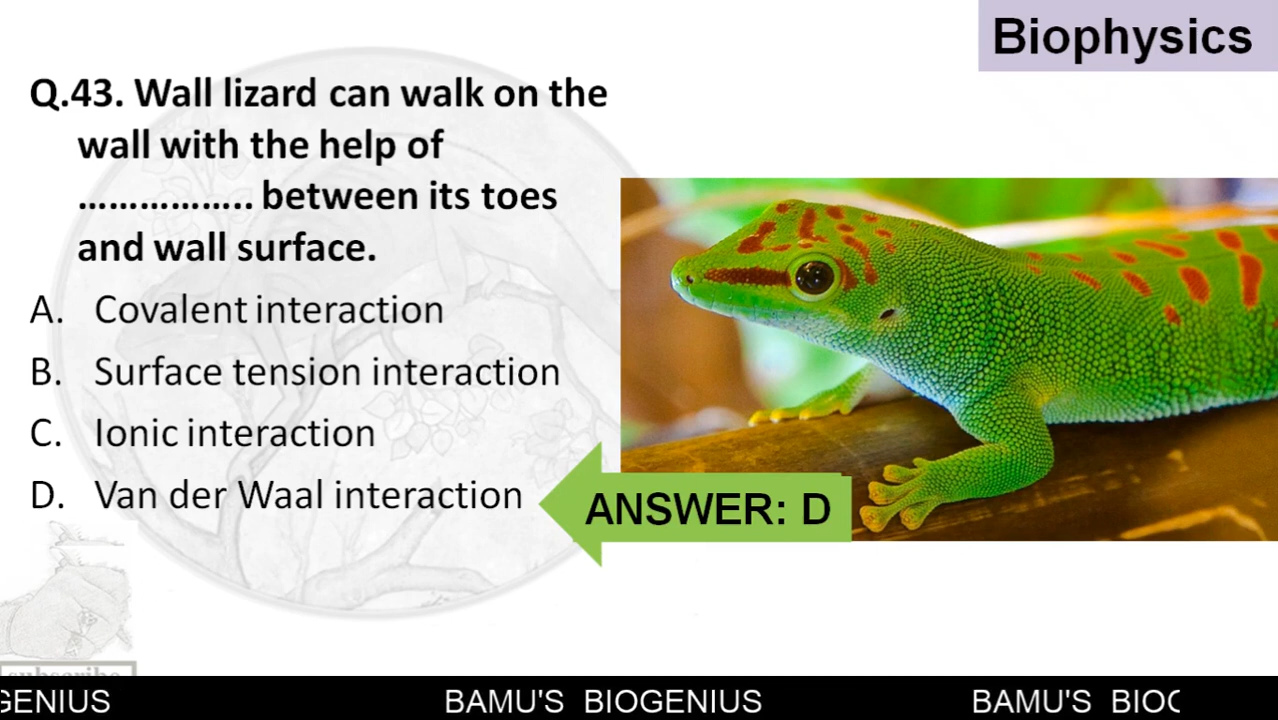 Biophysics
Q.43. Wall lizard can walk on the
wall with the help of
................ between its toes
and wall surface.
A. Covalent interaction
B. Surface tension interaction
C. Ionic interaction
D. Van der Waal interaction
ANSWER: D
subscribe
GENIUS BAMU'S BIOGENIUS BAMU'S BIOC